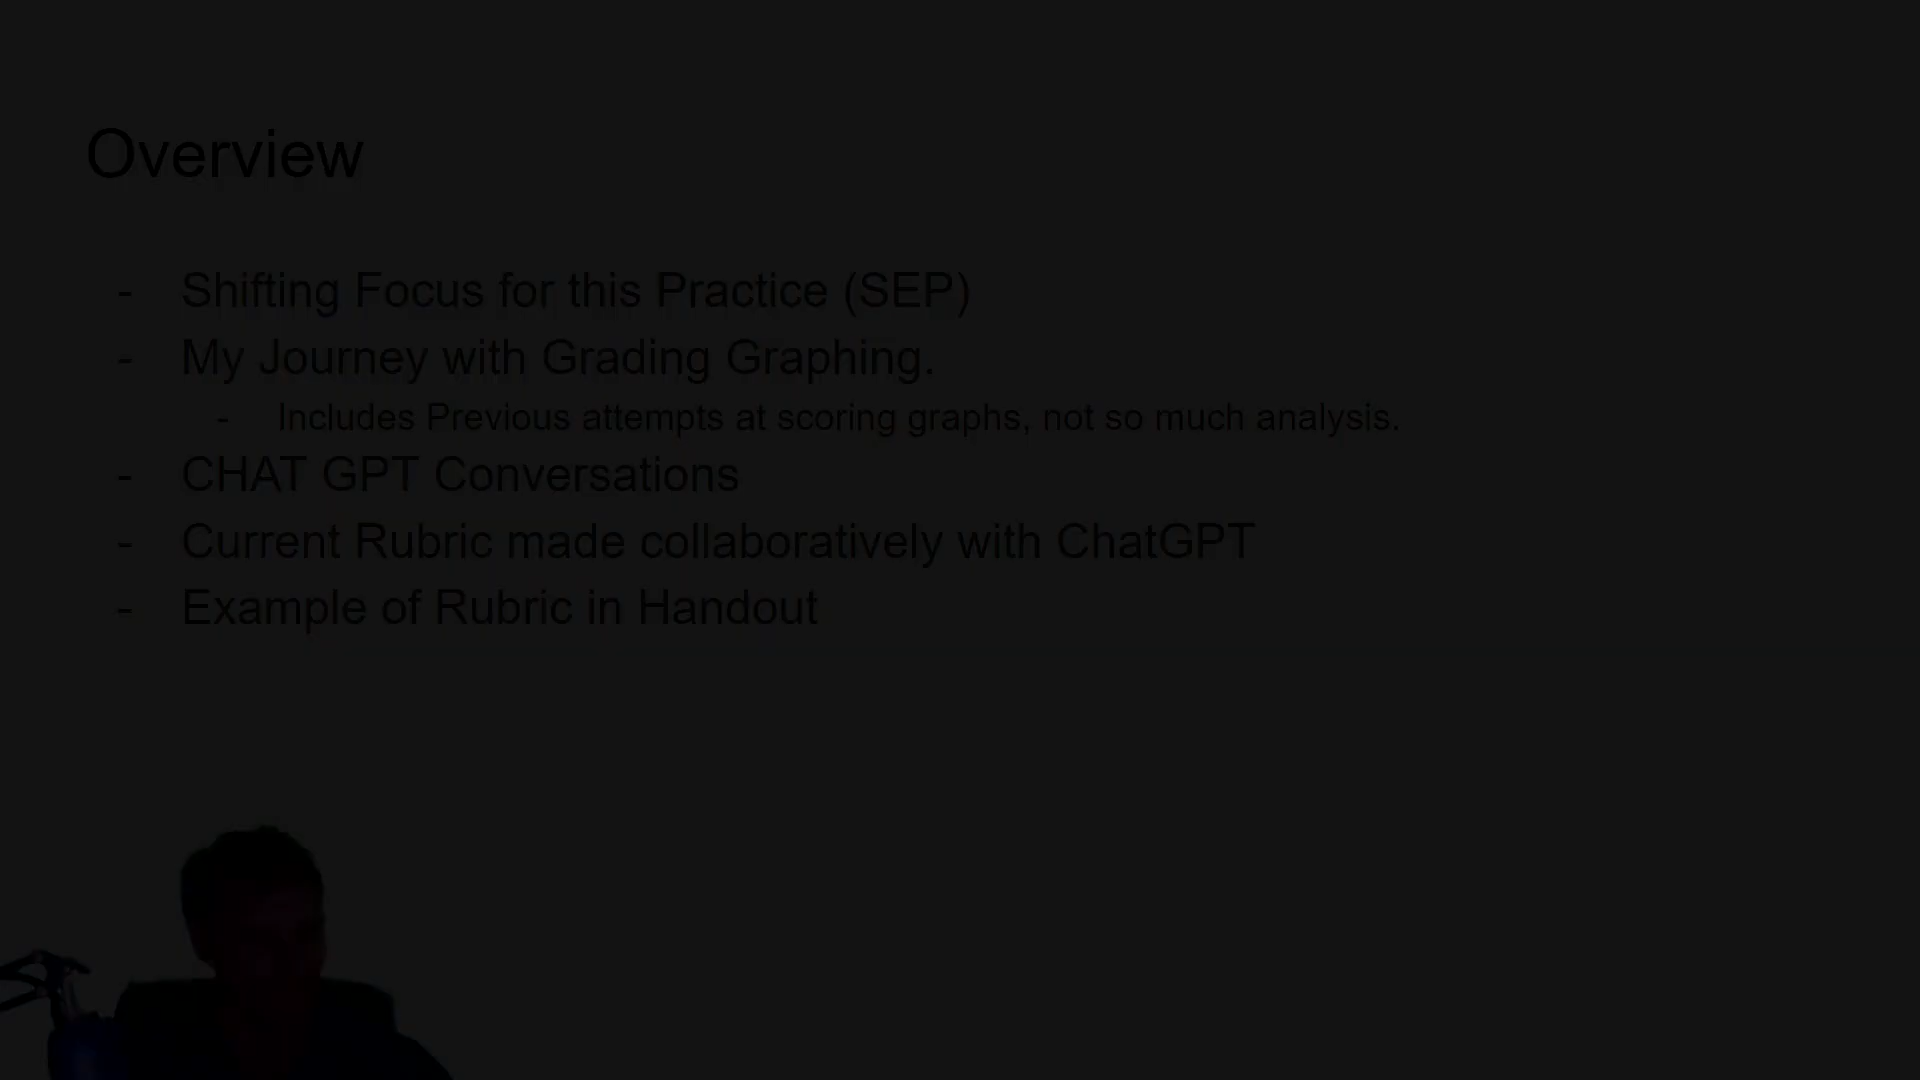 Overview
- Shifting Focus for this Practice (SEP)
- My Journey with Grading Graphing.
- Includes Previous attempts at scoring graphs, not so much analysis.
- CHAT GPT Conversations
- Current Rubric made collaboratively with ChatGPT
- Example of Rubric in Handout